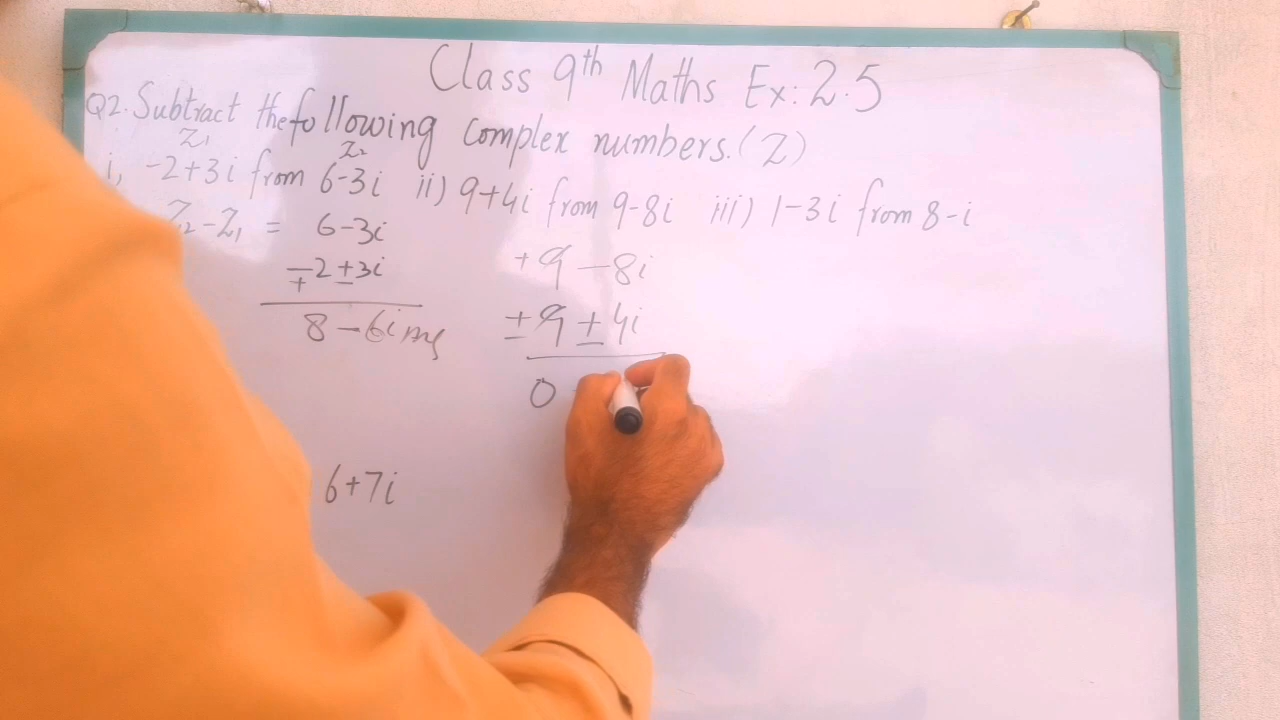 Class 9th Maths Ex: 2.5
Q2. Subtract the following complex numbers. (Z)
Z1 Z2
i, -2+3i from 6-3i ii) 9+4i from 9-8i iii) 1-3i from 8-i
Z2-Z1 = 6-3i
∓2±3i
8-6i
+9-8i
±9±4i
0
6+7i